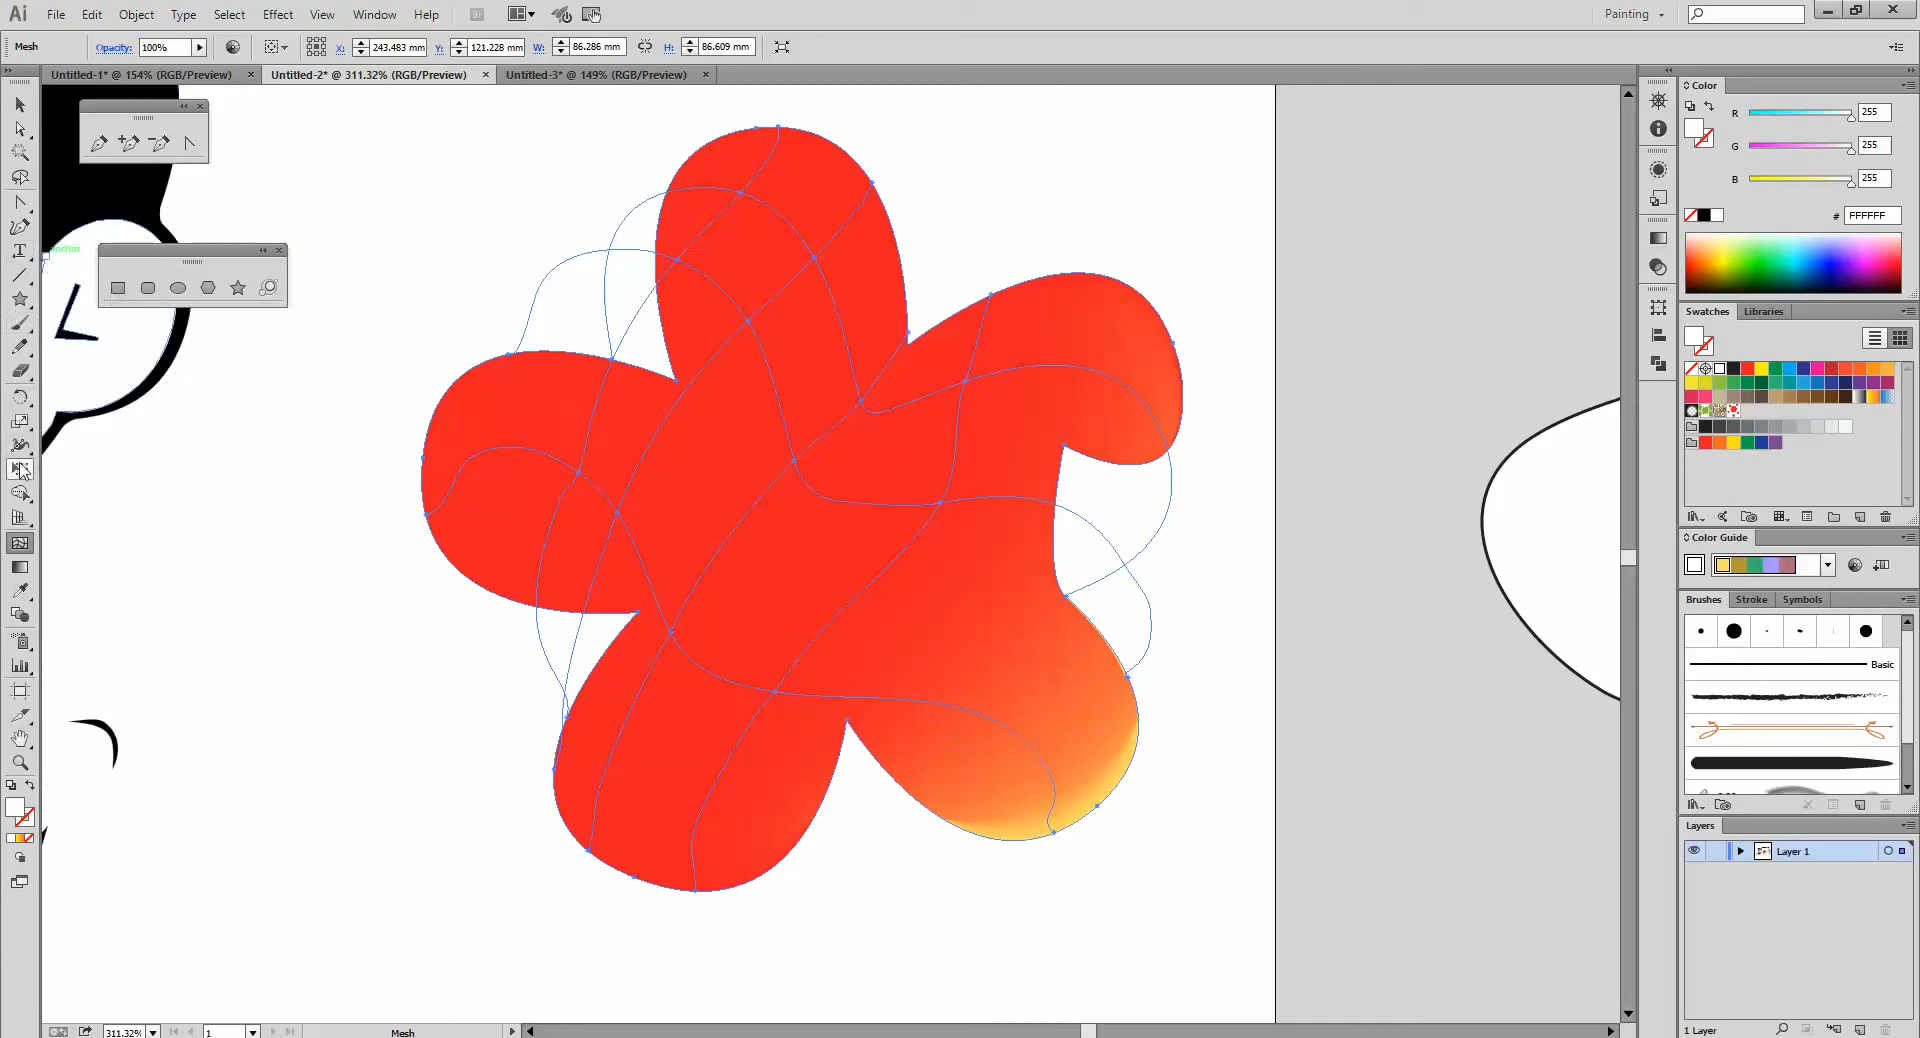 Ai File Edit Object Type Select Effect View Window Help Br Painting
Mesh Opacity: 100% X: 243.483 mm Y: 121.228 mm W: 86.286 mm H: 86.609 mm
Untitled-1* @ 154% (RGB/Preview) Untitled-2* @ 311.32% (RGB/Preview) Untitled-3* @ 149% (RGB/Preview)
Color
R 255
G 255
B 255
# FFFFFF
anchor
Swatches Libraries
Color Guide
Brushes Stroke Symbols
Basic
Layers
Layer 1
1 Layer
311.32% 1 Mesh